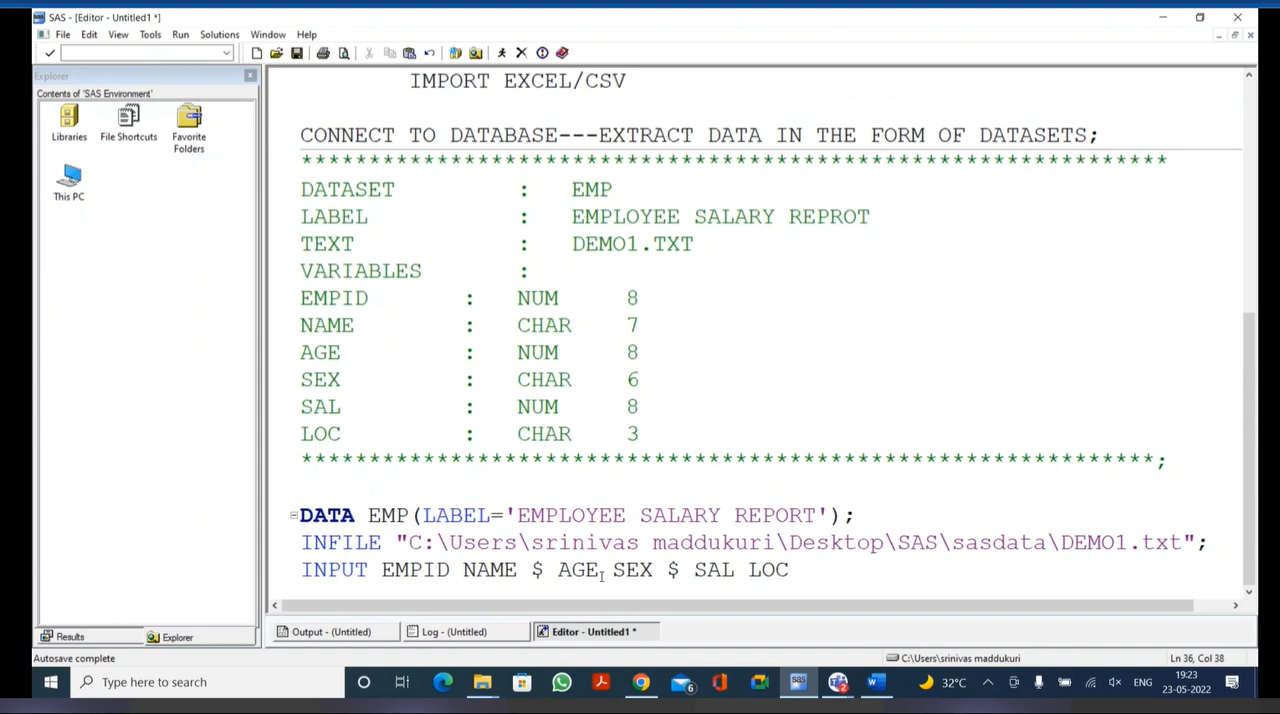 SAS - [Editor - Untitled1 *]
File Edit View Tools Run Solutions Window Help
Explorer
Contents of 'SAS Environment'
Libraries File Shortcuts Favorite Folders
This PC
IMPORT EXCEL/CSV
CONNECT TO DATABASE---EXTRACT DATA IN THE FORM OF DATASETS;
****************************************************************
DATASET : EMP
LABEL : EMPLOYEE SALARY REPROT
TEXT : DEMO1.TXT
VARIABLES :
EMPID : NUM 8
NAME : CHAR 7
AGE : NUM 8
SEX : CHAR 6
SAL : NUM 8
LOC : CHAR 3
***************************************************************;
DATA EMP(LABEL='EMPLOYEE SALARY REPORT');
INFILE "C:\Users\srinivas maddukuri\Desktop\SAS\sasdata\DEMO1.txt";
INPUT EMPID NAME $ AGE SEX $ SAL LOC
Results Explorer Output - (Untitled) Log - (Untitled) Editor - Untitled1 *
Autosave complete C:\Users\srinivas maddukuri Ln 36, Col 38
Type here to search 6 sas 2 32°C ENG 19:23
23-05-2022